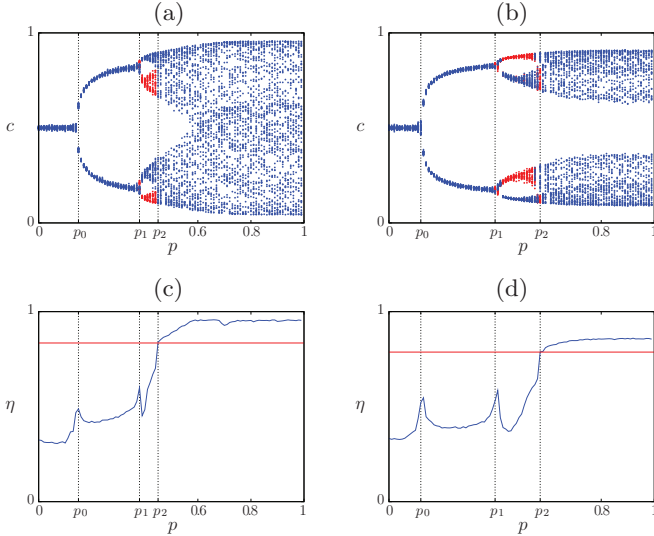 (a)
1
c
0
0 p₀ p₁ p₂ 0.6 0.8 1
p
(b)
1
c
0
0 p₀ p₁ p₂ 0.8 1
p
(c)
1
η
0
0 p₀ p₁ p₂ 0.6 0.8 1
p
(d)
1
η
0
0 p₀ p₁ p₂ 0.8 1
p